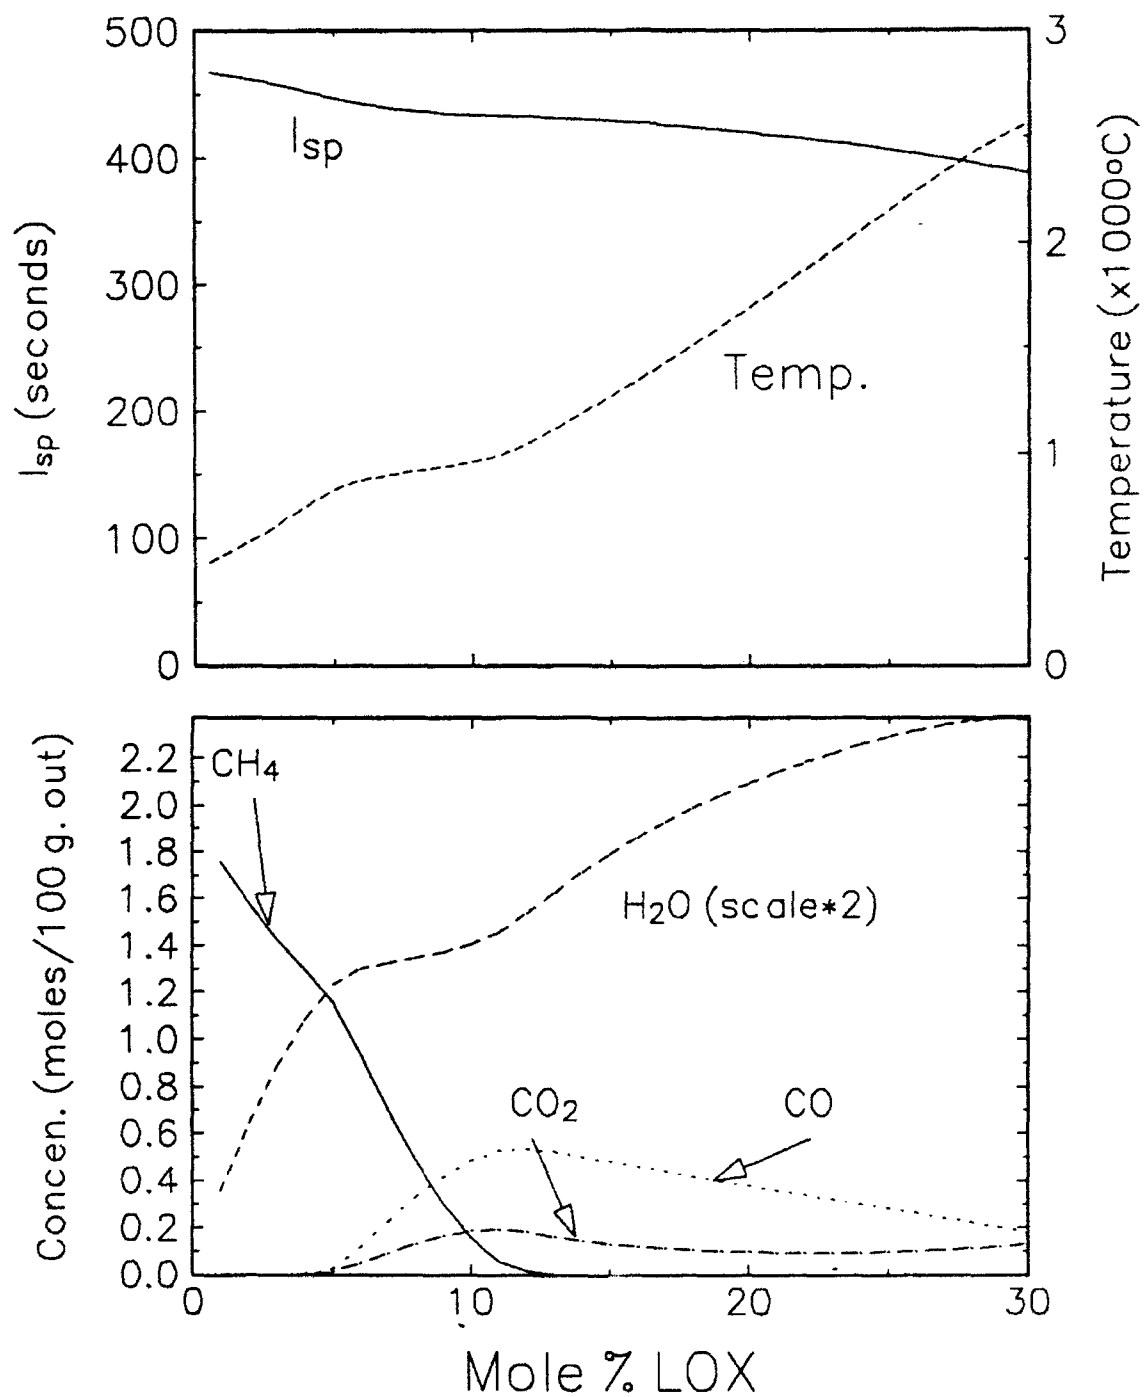 500
400
300
200
100
0
I_sp (seconds)
3
2
1
0
Temperature (x1000°C)
I_sp
Temp.
2.2
2.0
1.8
1.6
1.4
1.2
1.0
0.8
0.6
0.4
0.2
0.0
Concen. (moles/100 g. out)
CH₄
H₂O (scale*2)
CO₂
CO
0
10
20
30
Mole % LOX